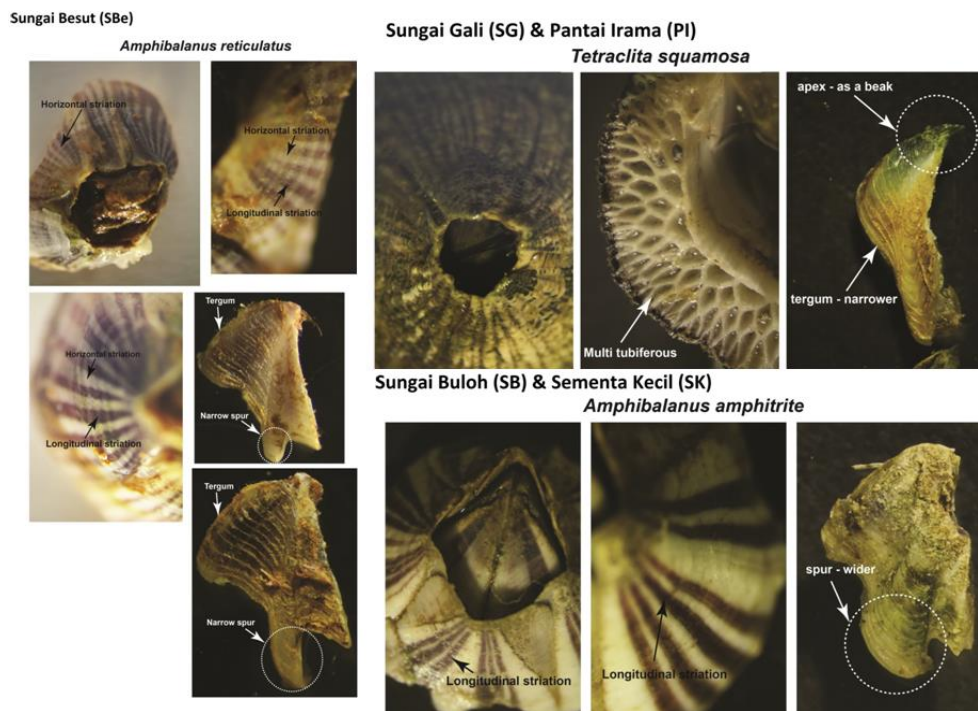 Sungai Besut (SBe)
Amphibalanus reticulatus
Horizontal striation
Horizontal striation
Longitudinal striation
Horizontal striation
Longitudinal striation
Tergum
Narrow spur
Tergum
Narrow spur
Sungai Gali (SG) & Pantai Irama (PI)
Tetraclita squamosa
Multi tubiferous
apex - as a beak
tergum - narrower
Sungai Buloh (SB) & Sementa Kecil (SK)
Amphibalanus amphitrite
Longitudinal striation
Longitudinal striation
spur - wider